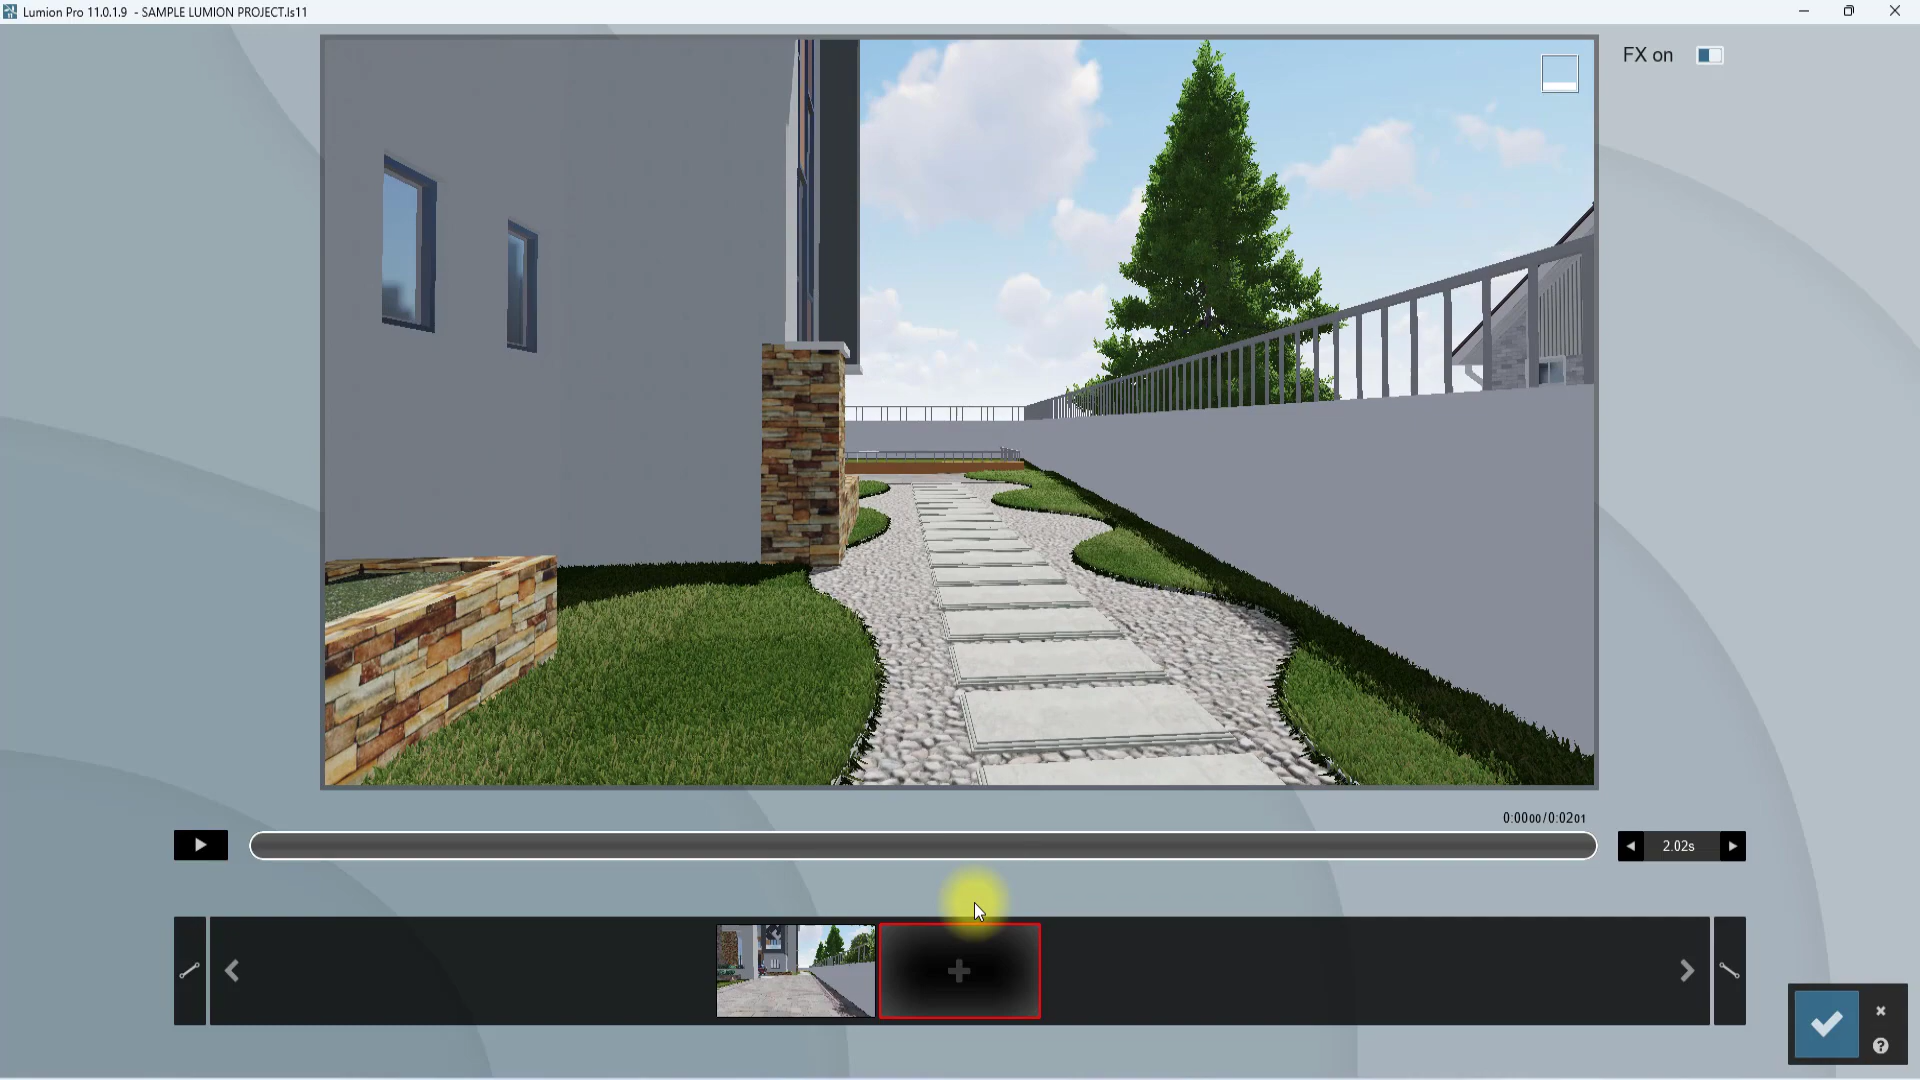 Lumion Pro 11.0.1.9 - SAMPLE LUMION PROJECT.ls11
FX on
0:0000/0:0201
2.02s